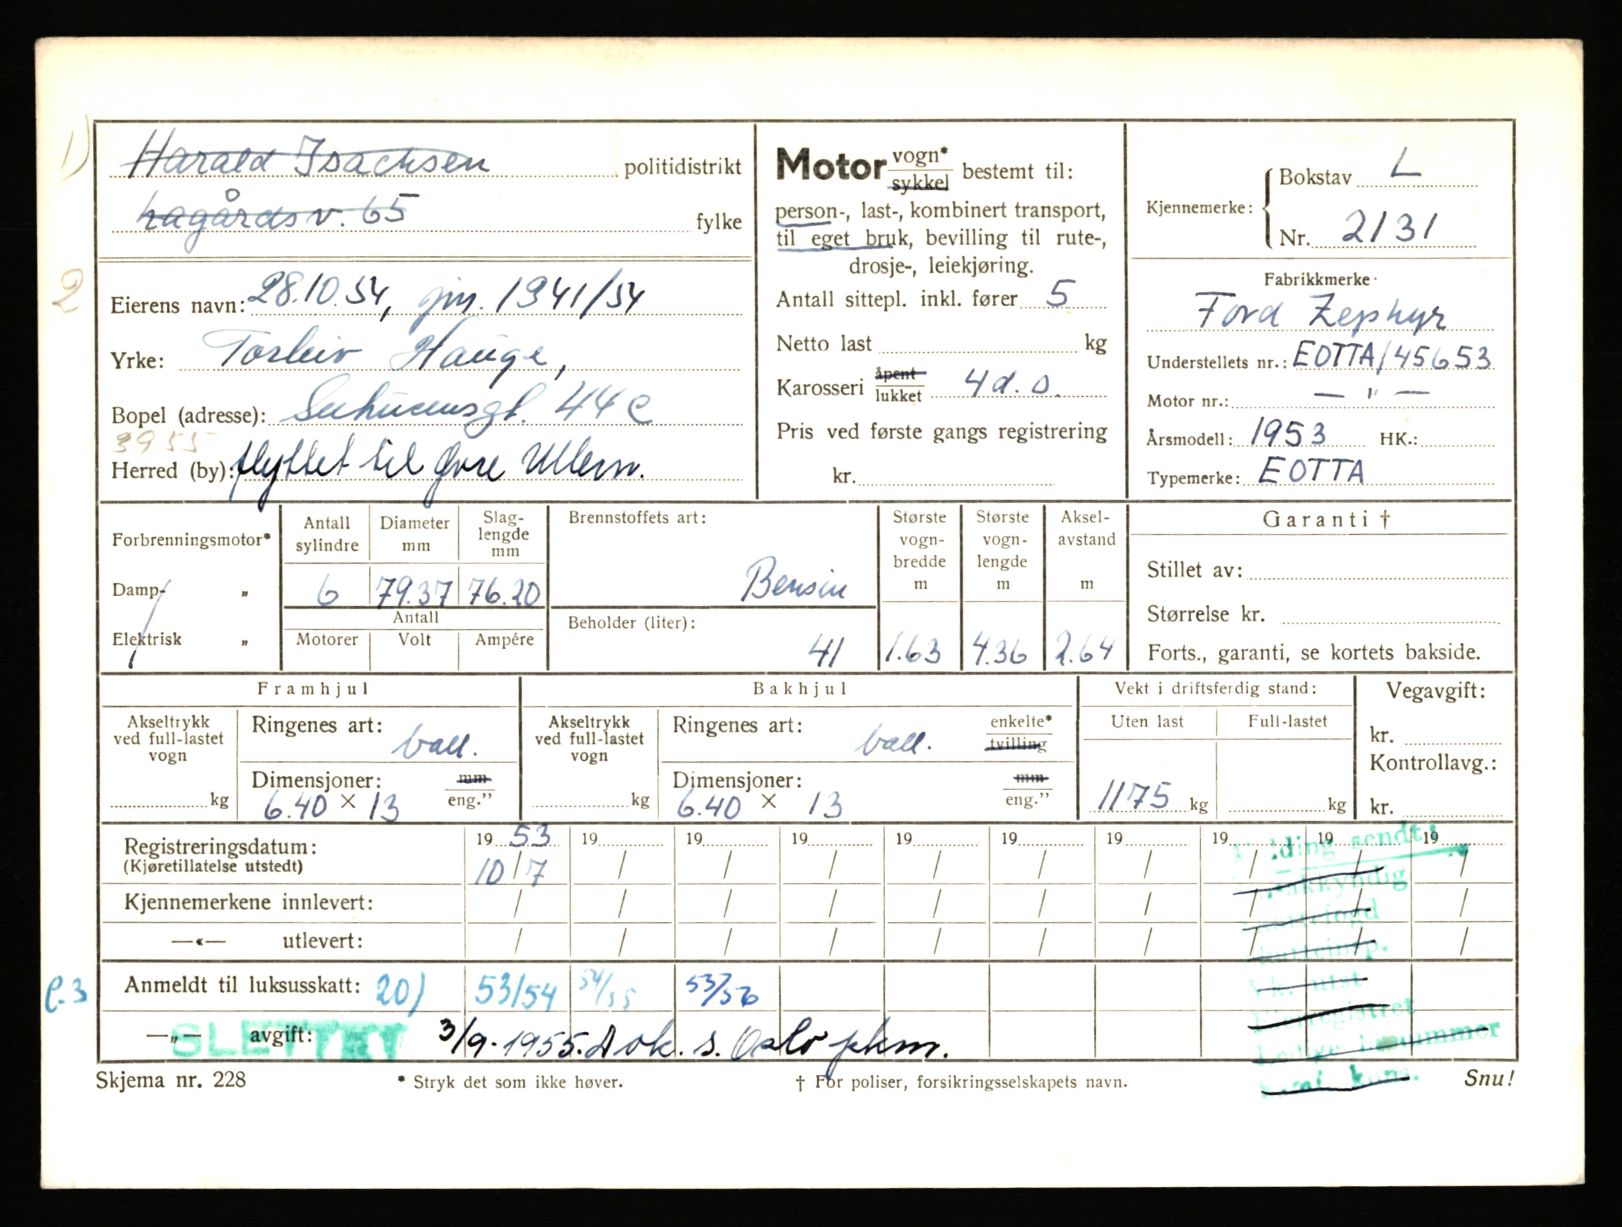 1) Harald Isachsen politidistrikt
hagårdsv. 65 fylke
2 Eierens navn: 28.10.54, jnr. 1941/54
Yrke: Torleiv Hauge,
Bopel (adresse): 44 c
3955
Herred (by): flyttet til Øvre Ullern.
Motor vogn* sykkel bestemt til:
person-, last-, kombinert transport,
til eget bruk, bevilling til rute-,
drosje-, leiekjøring.
Antall sittepl. inkl. fører 5
Netto last kg
Karosseri åpent lukket 4 d. o.
Pris ved første gangs registrering
kr.
Kjennemerke: Bokstav L
Nr. 2131
Fabrikkmerke
Ford Zephyr
Understellets nr.: EOTTA/45653
Motor nr.: — " —
Årsmodell: 1953 HK.:
Typemerke: EOTTA
Forbrenningsmotor*
Damp- „
Elektrisk „
Antall sylindre Diameter mm Slag-lengde mm
6 79.37 76.20
Antall
Motorer Volt Ampére
Brennstoffets art:
Bensin
Beholder (liter):
41
Største vogn-bredde m Største vogn-lengde m Aksel-avstand m
1.63 4.36 2.64
Garanti †
Stillet av:
Størrelse kr.
Forts., garanti, se kortets bakside.
Framhjul
Akseltrykk ved full-lastet vogn kg
Ringenes art: ball.
Dimensjoner: mm eng.”
6.40 × 13
Bakhjul
Akseltrykk ved full-lastet vogn kg
Ringenes art: ball. enkelte* tvilling
Dimensjoner: mm eng.”
6.40 × 13
Vekt i driftsferdig stand:
Uten last Full-lastet
1175 kg kg
Vegavgift:
kr.
Kontrollavg.:
kr.
Registreringsdatum: 19 53 19 19 19 19 19 19 19 19 19
(Kjøretillatelse utstedt) 10/7 / / / / / / / / /
Kjennemerkene innlevert: / / / / / / / / / /
—«— utlevert: / / / / / / / / / /
sendt:
P. 3 Anmeldt til luksusskatt: 20) 53/54 54/55 53/56
—„— avgift: 3/9-1955. D ok. s. Oslo pkm.
SLETTET
Skjema nr. 228 * Stryk det som ikke høver. † For poliser, forsikringsselskapets navn. Snu!